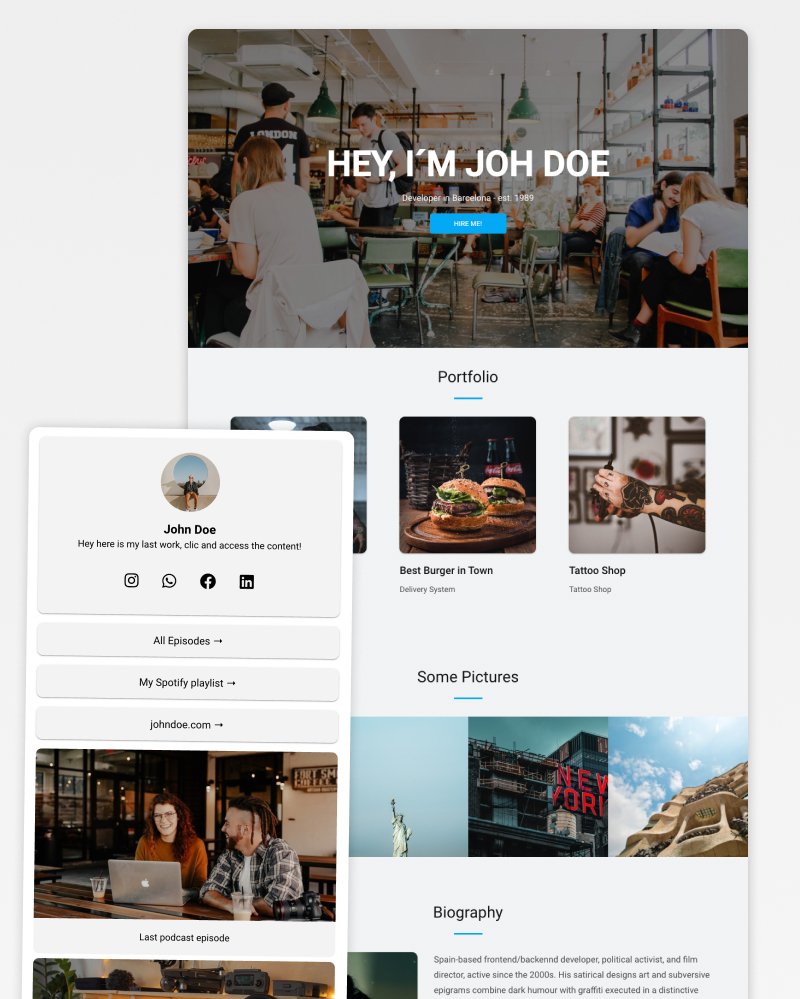 LONDON
HEY, I´M JOH DOE
Developer in Barcelona - est. 1989
HIRE ME!
Portfolio
Best Burger in Town
Delivery System
Tattoo Shop
Tattoo Shop
Some Pictures
NEW
YORK
Biography
Spain-based frontend/backennd developer, political activist, and film
director, active since the 2000s. His satirical designs art and subversive
epigrams combine dark humour with graffiti executed in a distinctive
John Doe
Hey here is my last work, clic and access the content!
All Episodes →
My Spotify playlist →
johndoe.com →
Last podcast episode